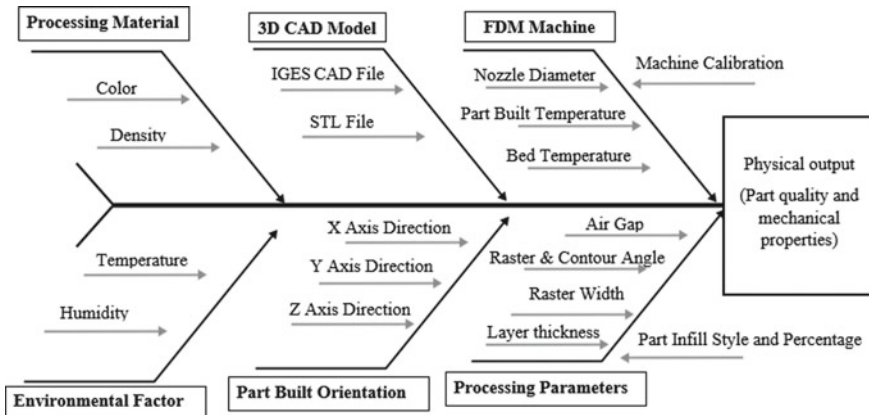 Processing Material
3D CAD Model
FDM Machine
Color
Density
IGES CAD File
STL File
Nozzle Diameter
Machine Calibration
Part Built Temperature
Bed Temperature
Physical output
(Part quality and
mechanical
properties)
Temperature
Humidity
X Axis Direction
Y Axis Direction
Z Axis Direction
Air Gap
Raster & Contour Angle
Raster Width
Layer thickness
Part Infill Style and Percentage
Environmental Factor
Part Built Orientation
Processing Parameters